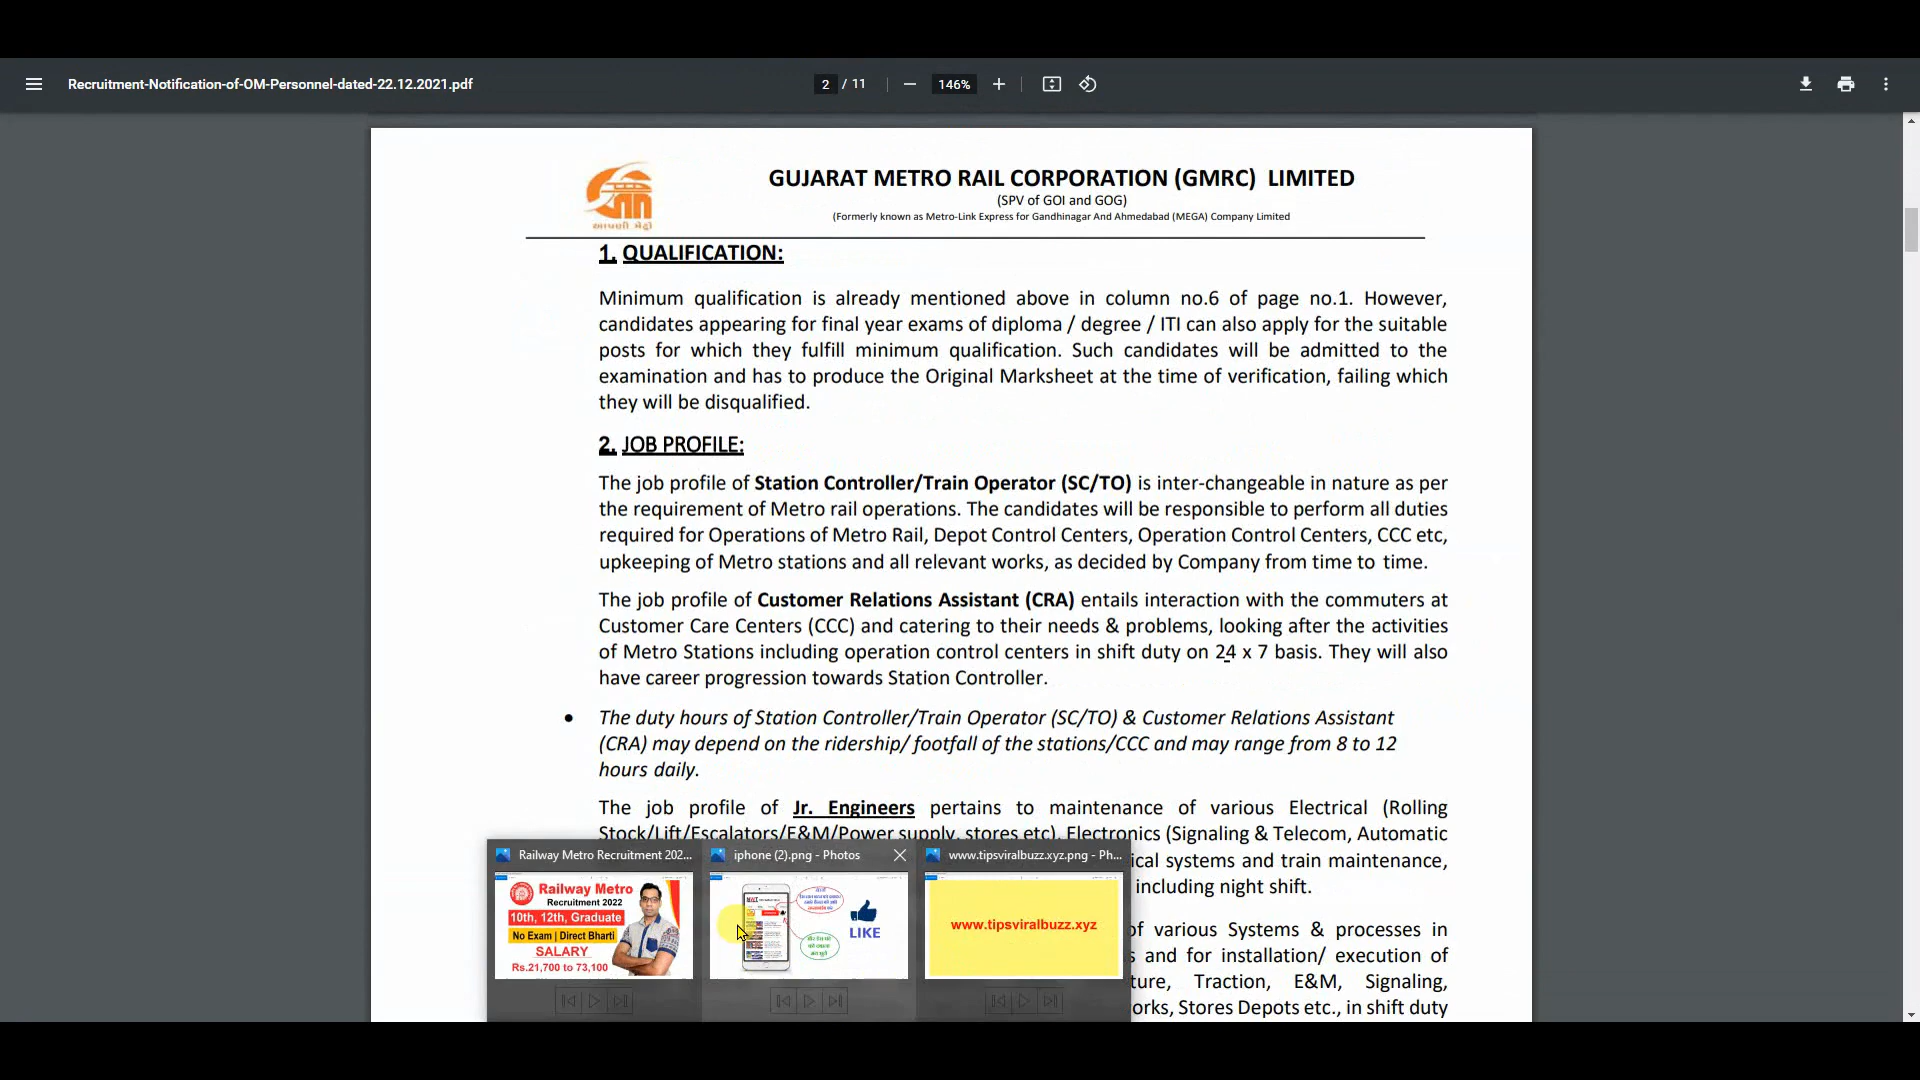 Recruitment-Notification-of-OM-Personnel-dated-22.12.2021.pdf
2 / 11
146%
આપણી મેટ્રો
GUJARAT METRO RAIL CORPORATION (GMRC) LIMITED
(SPV of GOI and GOG)
(Formerly known as Metro-Link Express for Gandhinagar And Ahmedabad (MEGA) Company Limited
1. QUALIFICATION:
Minimum qualification is already mentioned above in column no.6 of page no.1. However,
candidates appearing for final year exams of diploma / degree / ITI can also apply for the suitable
posts for which they fulfill minimum qualification. Such candidates will be admitted to the
examination and has to produce the Original Marksheet at the time of verification, failing which
they will be disqualified.
2. JOB PROFILE:
The job profile of Station Controller/Train Operator (SC/TO) is inter-changeable in nature as per
the requirement of Metro rail operations. The candidates will be responsible to perform all duties
required for Operations of Metro Rail, Depot Control Centers, Operation Control Centers, CCC etc,
upkeeping of Metro stations and all relevant works, as decided by Company from time to time.
The job profile of Customer Relations Assistant (CRA) entails interaction with the commuters at
Customer Care Centers (CCC) and catering to their needs & problems, looking after the activities
of Metro Stations including operation control centers in shift duty on 24 x 7 basis. They will also
have career progression towards Station Controller.
• The duty hours of Station Controller/Train Operator (SC/TO) & Customer Relations Assistant
(CRA) may depend on the ridership/ footfall of the stations/CCC and may range from 8 to 12
hours daily.
The job profile of Jr. Engineers pertains to maintenance of various Electrical (Rolling
Stock/Lift/Escalators/E&M/Power supply, stores etc), Electronics (Signaling & Telecom, Automatic
ical systems and train maintenance,
including night shift.
of various Systems & processes in
s and for installation/ execution of
ture, Traction, E&M, Signaling,
orks, Stores Depots etc., in shift duty
Railway Metro Recruitment 202...
Railway Metro
Recruitment 2022
10th, 12th, Graduate
No Exam | Direct Bharti
SALARY
Rs.21,700 to 73,100
iphone (2).png - Photos
LIKE
www.tipsviralbuzz.xyz.png - Ph...
www.tipsviralbuzz.xyz